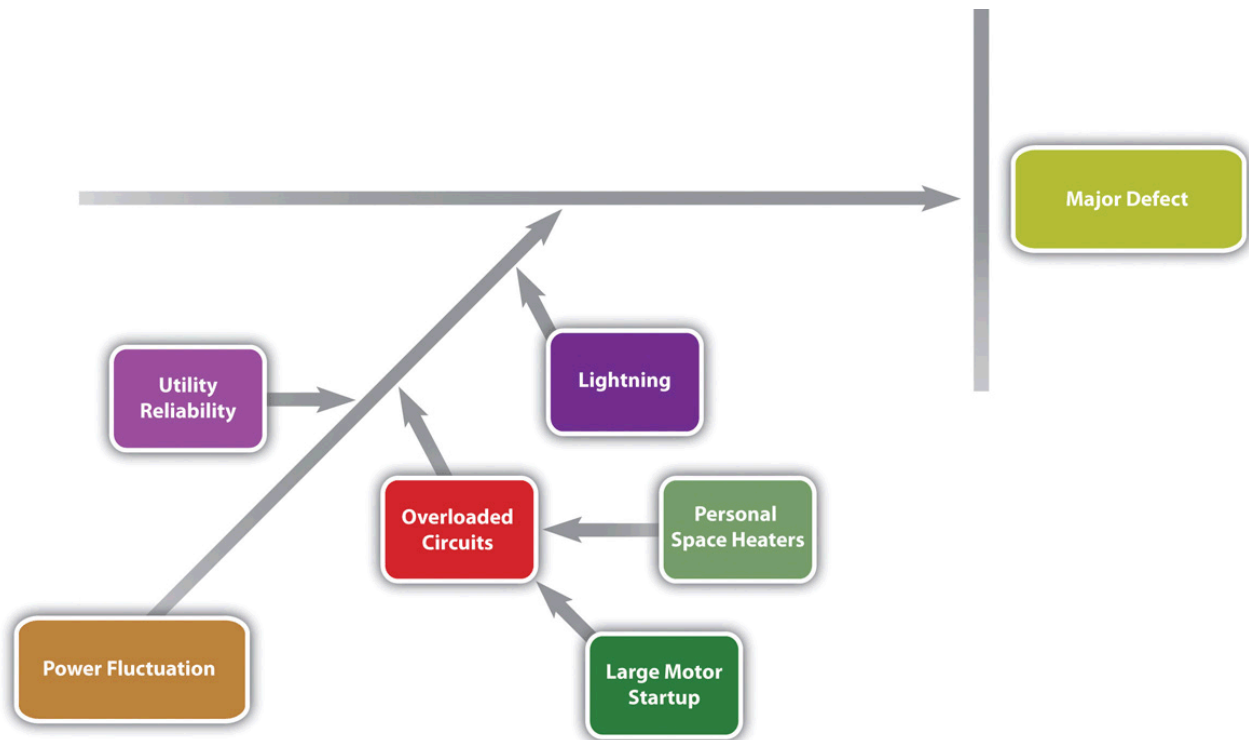 Major Defect
Utility
Reliability
Lightning
Overloaded
Circuits
Personal
Space Heaters
Power Fluctuation
Large Motor
Startup